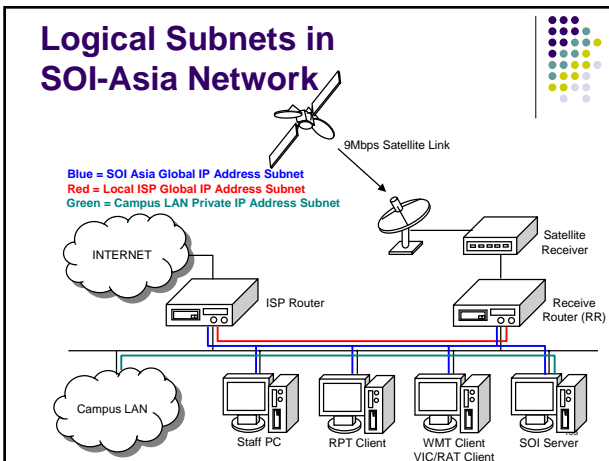 Logical Subnets in
SOI-Asia Network
9Mbps Satellite Link
Blue = SOI Asia Global IP Address Subnet
Red = Local ISP Global IP Address Subnet
Green = Campus LAN Private IP Address Subnet
INTERNET
Satellite
Receiver
ISP Router
Receive
Router (RR)
Campus LAN
Staff PC
RPT Client
WMT Client
VIC/RAT Client
SOI Server